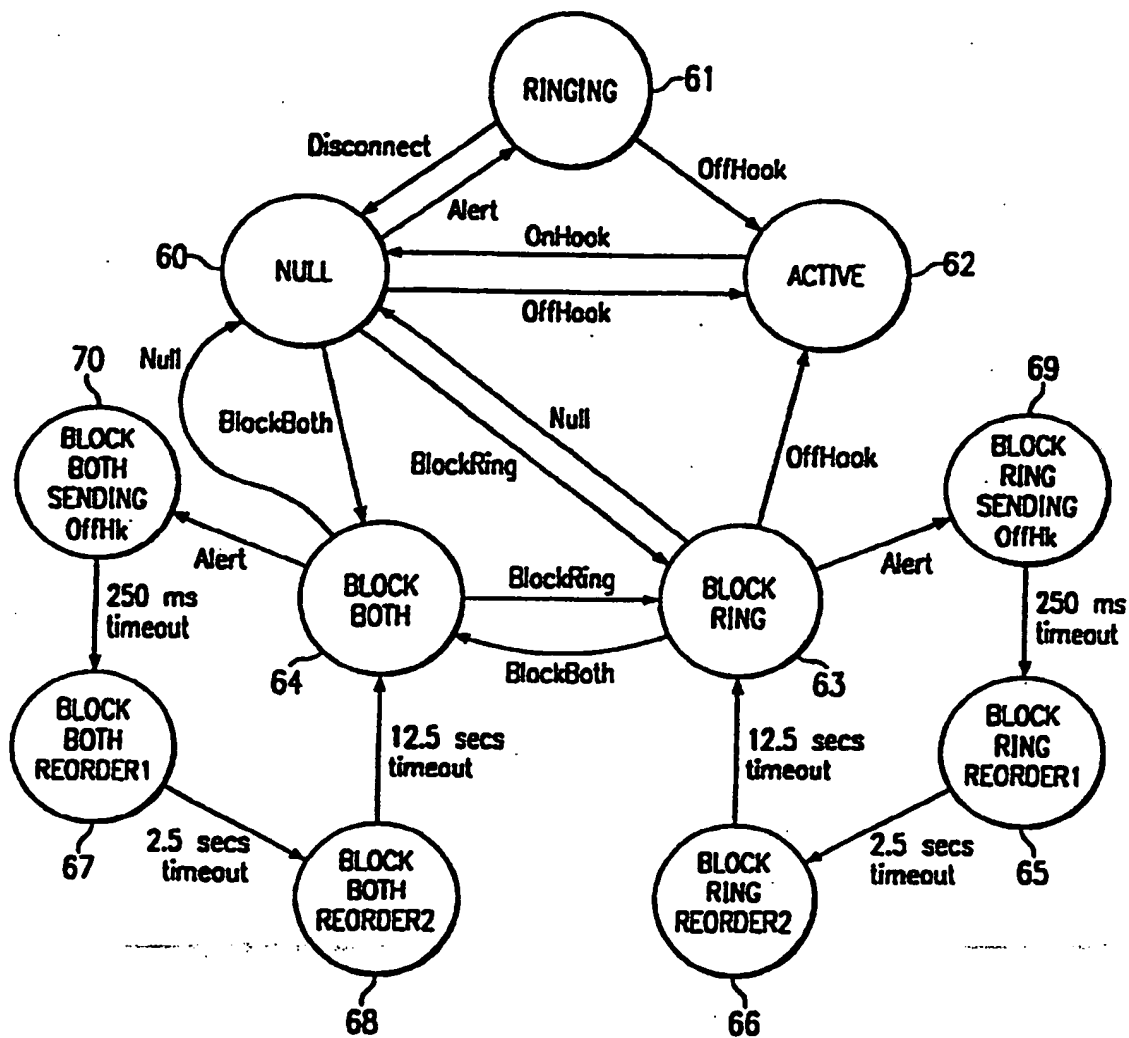 RINGING
61
Disconnect
Alert
OffHook
60
NULL
OnHook
OffHook
ACTIVE
62
70
Null
BlockBoth
BlockRing
Null
OffHook
69
BLOCK
BOTH
SENDING
OffHk
BLOCK
RING
SENDING
OffHk
Alert
BLOCK
BOTH
64
BlockRing
BlockBoth
BLOCK
RING
63
Alert
250 ms
timeout
250 ms
timeout
BLOCK
BOTH
REORDER1
67
12.5 secs
timeout
12.5 secs
timeout
BLOCK
RING
REORDER1
65
2.5 secs
timeout
BLOCK
BOTH
REORDER2
68
BLOCK
RING
REORDER2
66
2.5 secs
timeout